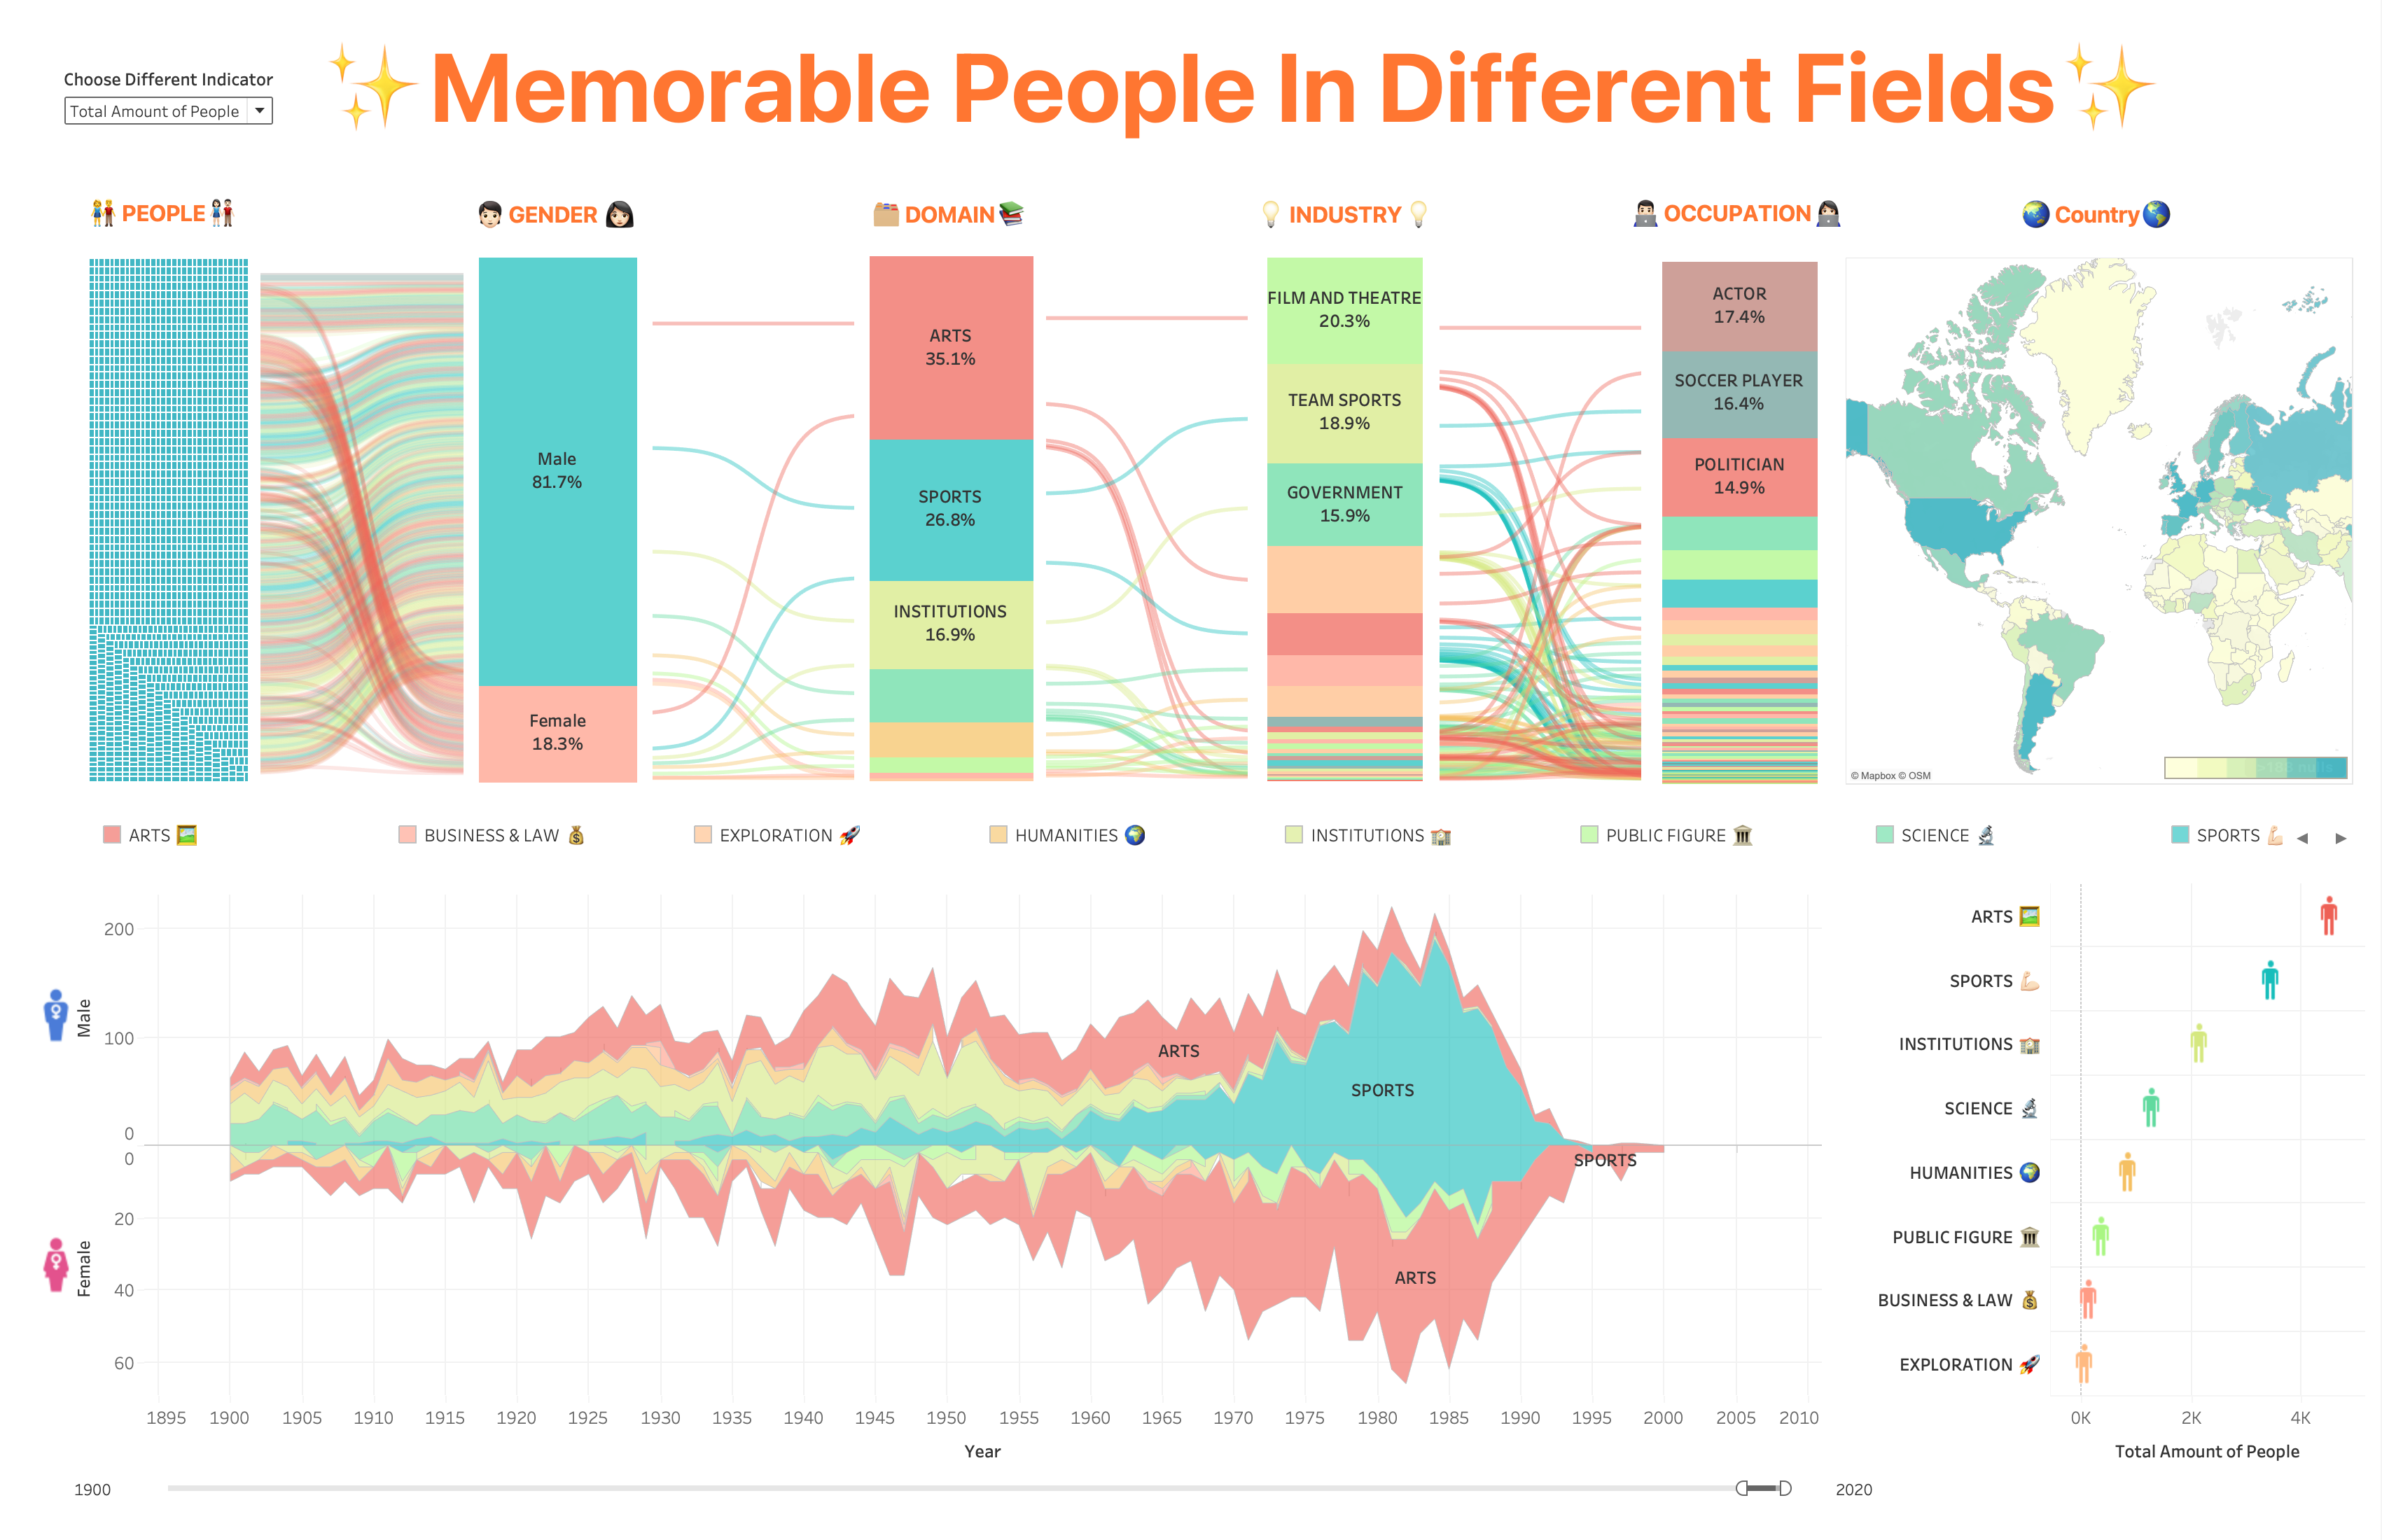 Choose Different Indicator
Total Amount of People
Memorable People In Different Fields
PEOPLE
GENDER
DOMAIN
INDUSTRY
OCCUPATION
Country
Male
81.7%
Female
18.3%
ARTS
35.1%
SPORTS
26.8%
INSTITUTIONS
16.9%
FILM AND THEATRE
20.3%
TEAM SPORTS
18.9%
GOVERNMENT
15.9%
ACTOR
17.4%
SOCCER PLAYER
16.4%
POLITICIAN
14.9%
© Mapbox © OSM
ARTS
BUSINESS & LAW
EXPLORATION
HUMANITIES
INSTITUTIONS
PUBLIC FIGURE
SCIENCE
SPORTS
Male
200
100
0
Female
0
20
40
60
ARTS
SPORTS
SPORTS
ARTS
1895 1900 1905 1910 1915 1920 1925 1930 1935 1940 1945 1950 1955 1960 1965 1970 1975 1980 1985 1990 1995 2000 2005 2010
Year
1900
2020
ARTS
SPORTS
INSTITUTIONS
SCIENCE
HUMANITIES
PUBLIC FIGURE
BUSINESS & LAW
EXPLORATION
0K 2K 4K
Total Amount of People